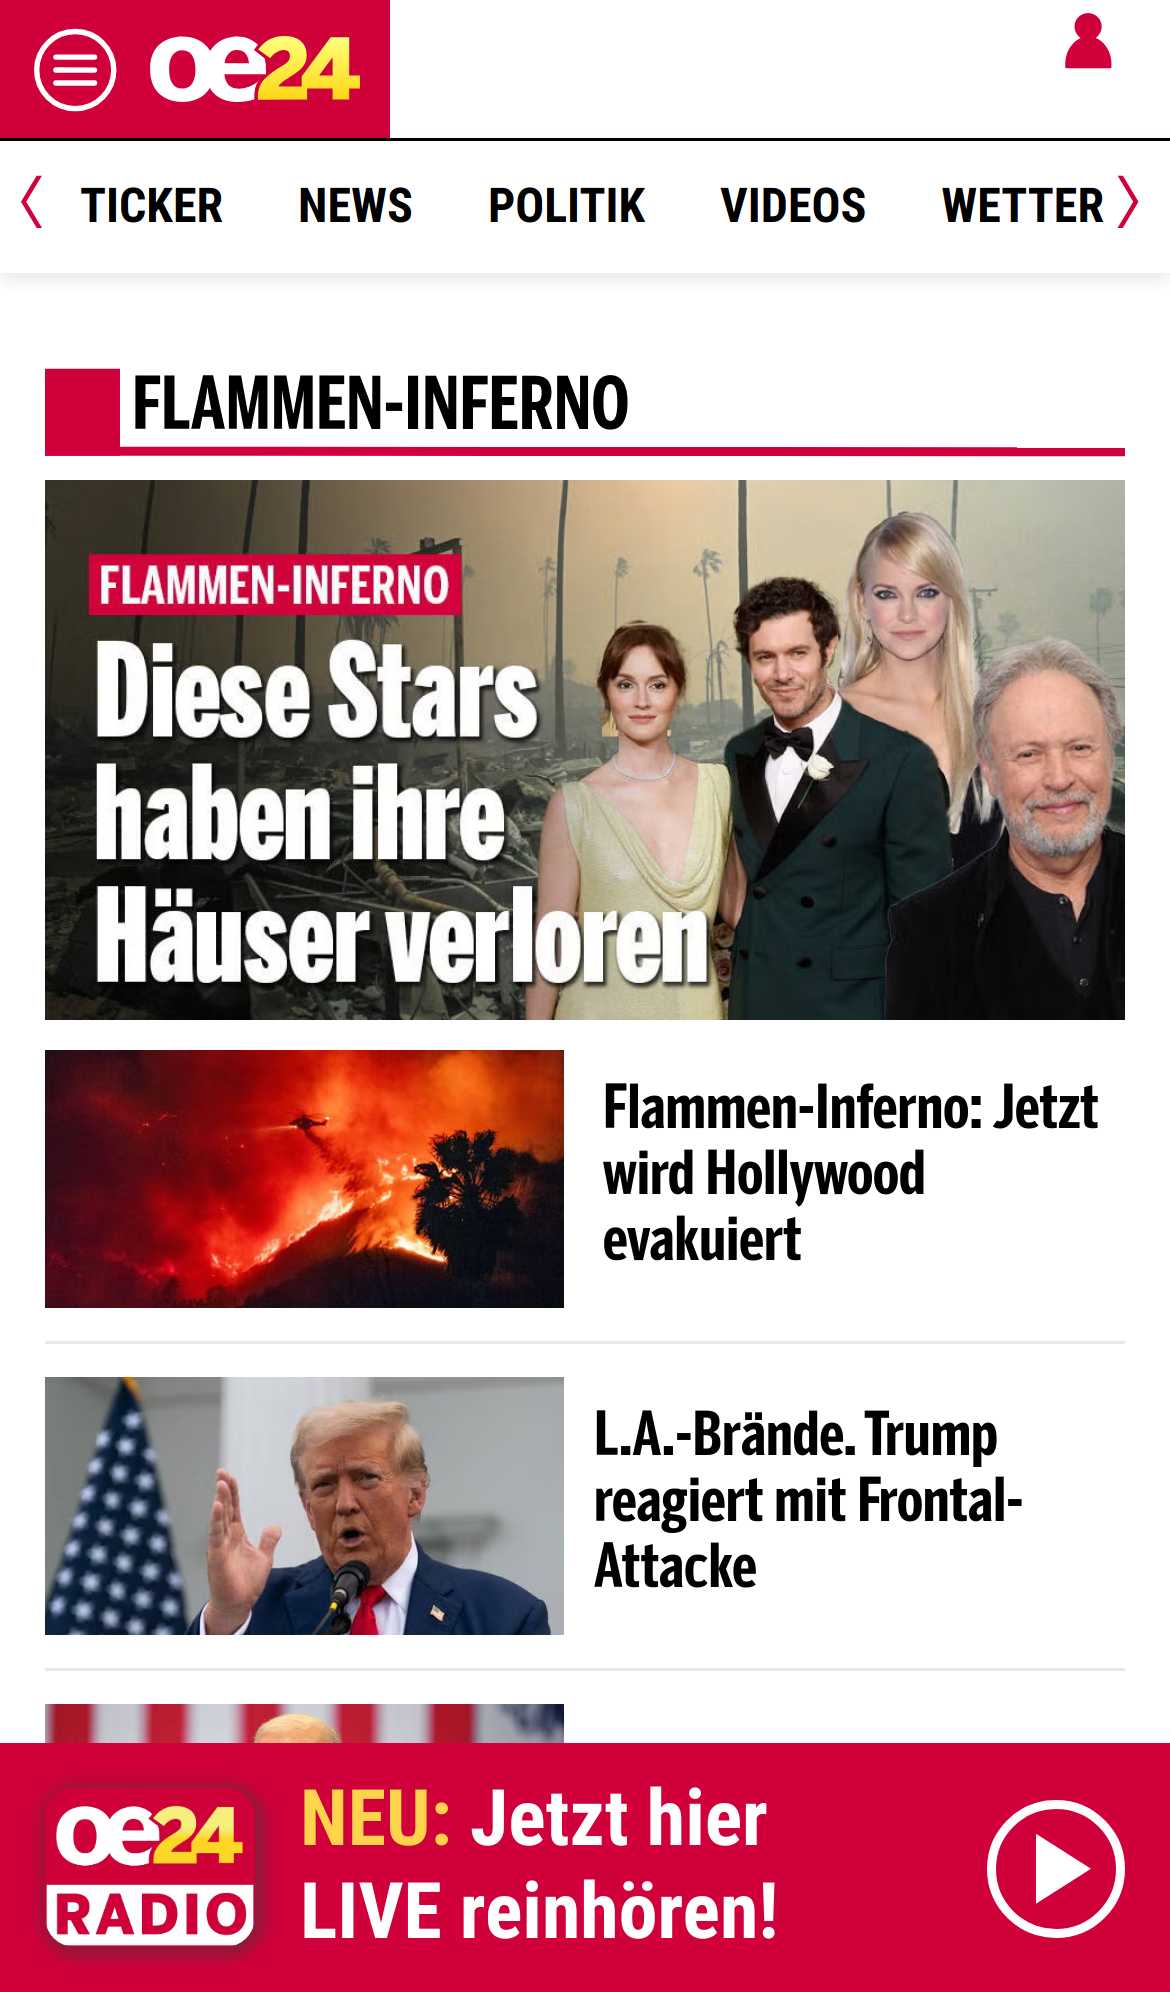 oe24
TICKER NEWS POLITIK VIDEOS WETTER
FLAMMEN-INFERNO
FLAMMEN-INFERNO
Diese Stars
haben ihre
Häuser verloren
Flammen-Inferno: Jetzt
wird Hollywood
evakuiert
L.A.-Brände. Trump
reagiert mit Frontal-
Attacke
oe24
RADIO
NEU: Jetzt hier
LIVE reinhören!